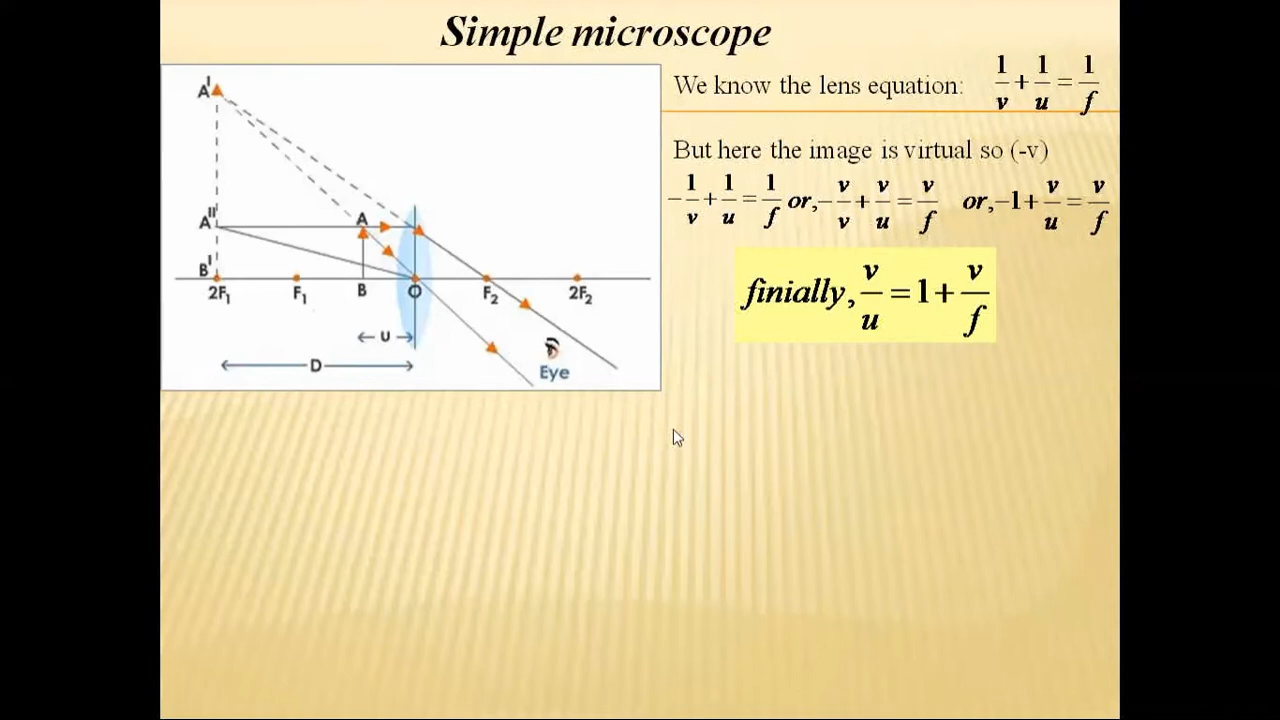 Simple microscope
We know the lens equation: 1/v + 1/u = 1/f
But here the image is virtual so (-v)
-1/v + 1/u = 1/f or, -v/v + v/u = v/f or, -1 + v/u = v/f
finially, v/u = 1 + v/f
A'
A'' A
B'
2F₁ F₁ B O F₂ 2F₂
U
D Eye